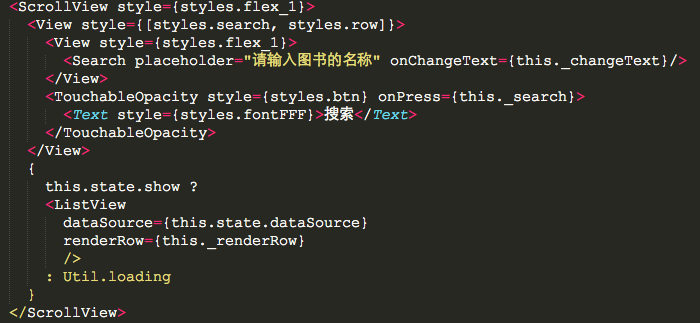 <ScrollView style={styles.flex_1}>
<View style={[styles.search, styles.row]}>
<View style={styles.flex_1}>
<Search placeholder="请输入图书的名称" onChangeText={this._changeText}/>
</View>
<TouchableOpacity style={styles.btn} onPress={this._search}>
<Text style={styles.fontFFF}>搜索</Text>
</TouchableOpacity>
</View>
{
this.state.show ?
<ListView
dataSource={this.state.dataSource}
renderRow={this._renderRow}
/>
: Util.loading
}
</ScrollView>